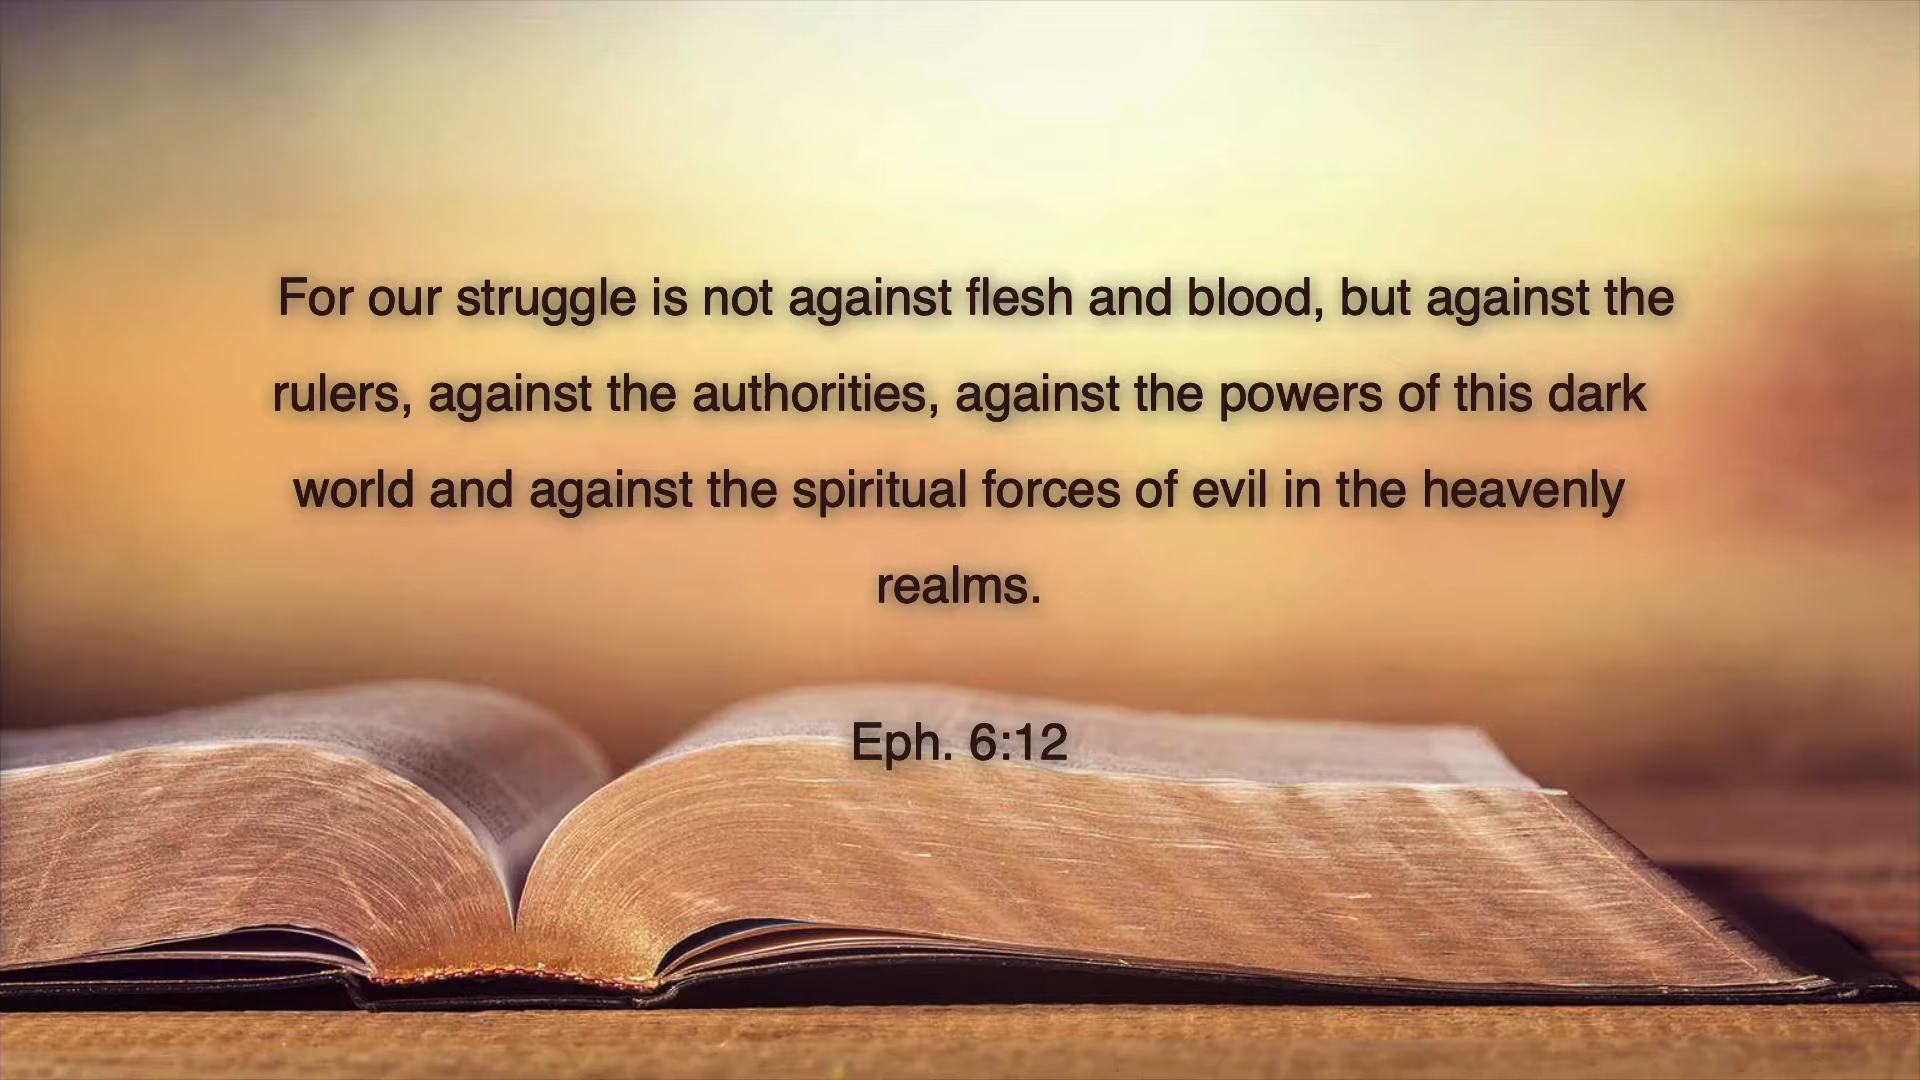 For our struggle is not against flesh and blood, but against the
rulers, against the authorities, against the powers of this dark
world and against the spiritual forces of evil in the heavenly
realms.
Eph. 6:12